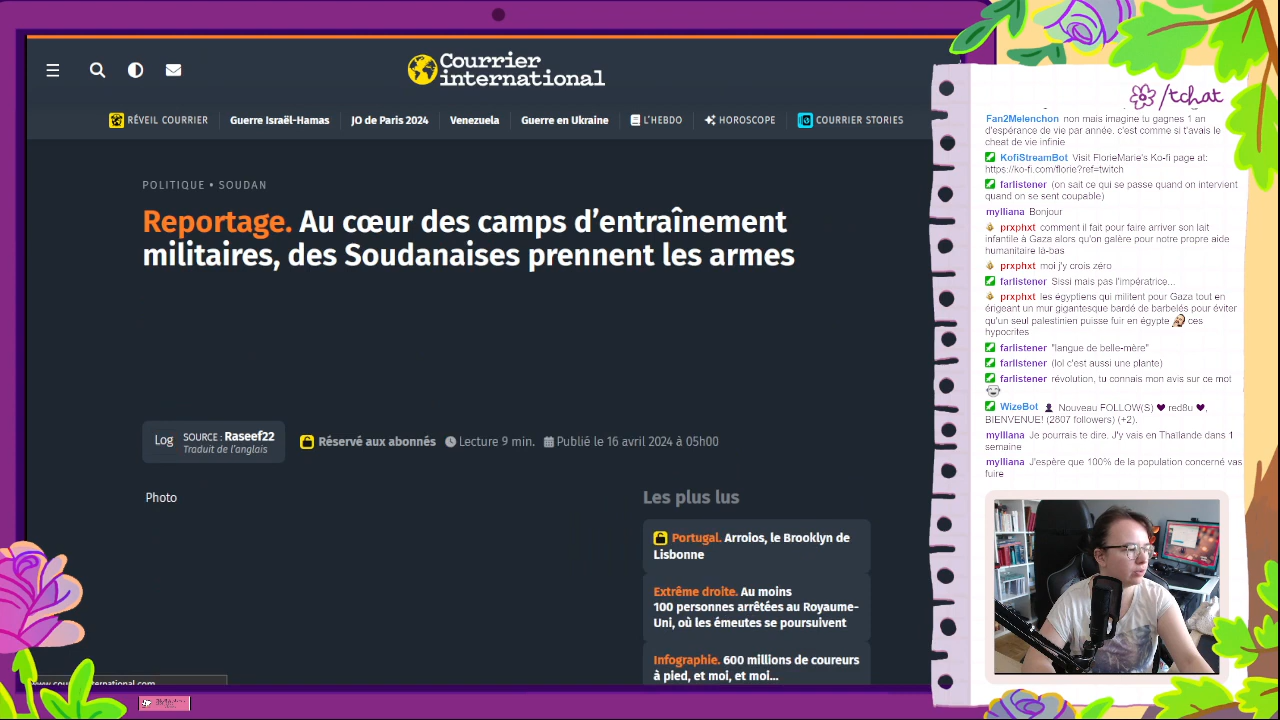 Courrier
international
RÉVEIL COURRIER
Guerre Israël-Hamas
JO de Paris 2024
Venezuela
Guerre en Ukraine
L'HEBDO
HOROSCOPE
COURRIER STORIES
POLITIQUE • SOUDAN
Reportage. Au cœur des camps d'entraînement
militaires, des Soudanaises prennent les armes
Log
SOURCE : Raseef22
Traduit de l'anglais
Réservé aux abonnés
Lecture 9 min.
Publié le 16 avril 2024 à 05h00
Photo
Les plus lus
Portugal. Arroios, le Brooklyn de
Lisbonne
Extrême droite. Au moins
100 personnes arrêtées au Royaume-
Uni, où les émeutes se poursuivent
Infographie. 600 millions de coureurs
à pied, et moi, et moi...
/tchat
Fan2Melenchon non mais imagine tu gagnes 1 an
d'espérance de vie par année. c'est comme si t'avais le
cheat de vie infinie
KofiStreamBot Visit FlorieMarie's Ko-fi page at:
https://ko-fi.com/florie?ref=twitch
farlistener (on sait ce qui se passe quand on intervient
quand on se sent coupable)
mylliana Bonjour
prxphxt comment il fait pour faire arriver son lait
infantile à Gaza alors qu'on galère pour notre propre aide
humanitaire là-bas
prxphxt moi j'y crois zéro
farlistener Sissi mais pas l'impératrice...
prxphxt les égyptiens qui militent pour Gaza tout en
érigeant un mur gigantesque bardé de barbelés pour éviter
qu'un seul palestinien puisse fuir en égypte ces
hypocrites
farlistener "langue de belle-mère"
farlistener (lol c'est aussi une plante)
farlistener révolution, tu connais mon avis sur ce mot
WizeBot Nouveau FOLLOW(S) red8u,
BIENVENUE! (2807 followers) (+2).
mylliana Je pourrais te dire. J'y vais en Thaïlande dans 1
semaine
mylliana J'espère que 100% de la population concerné vas
fuire